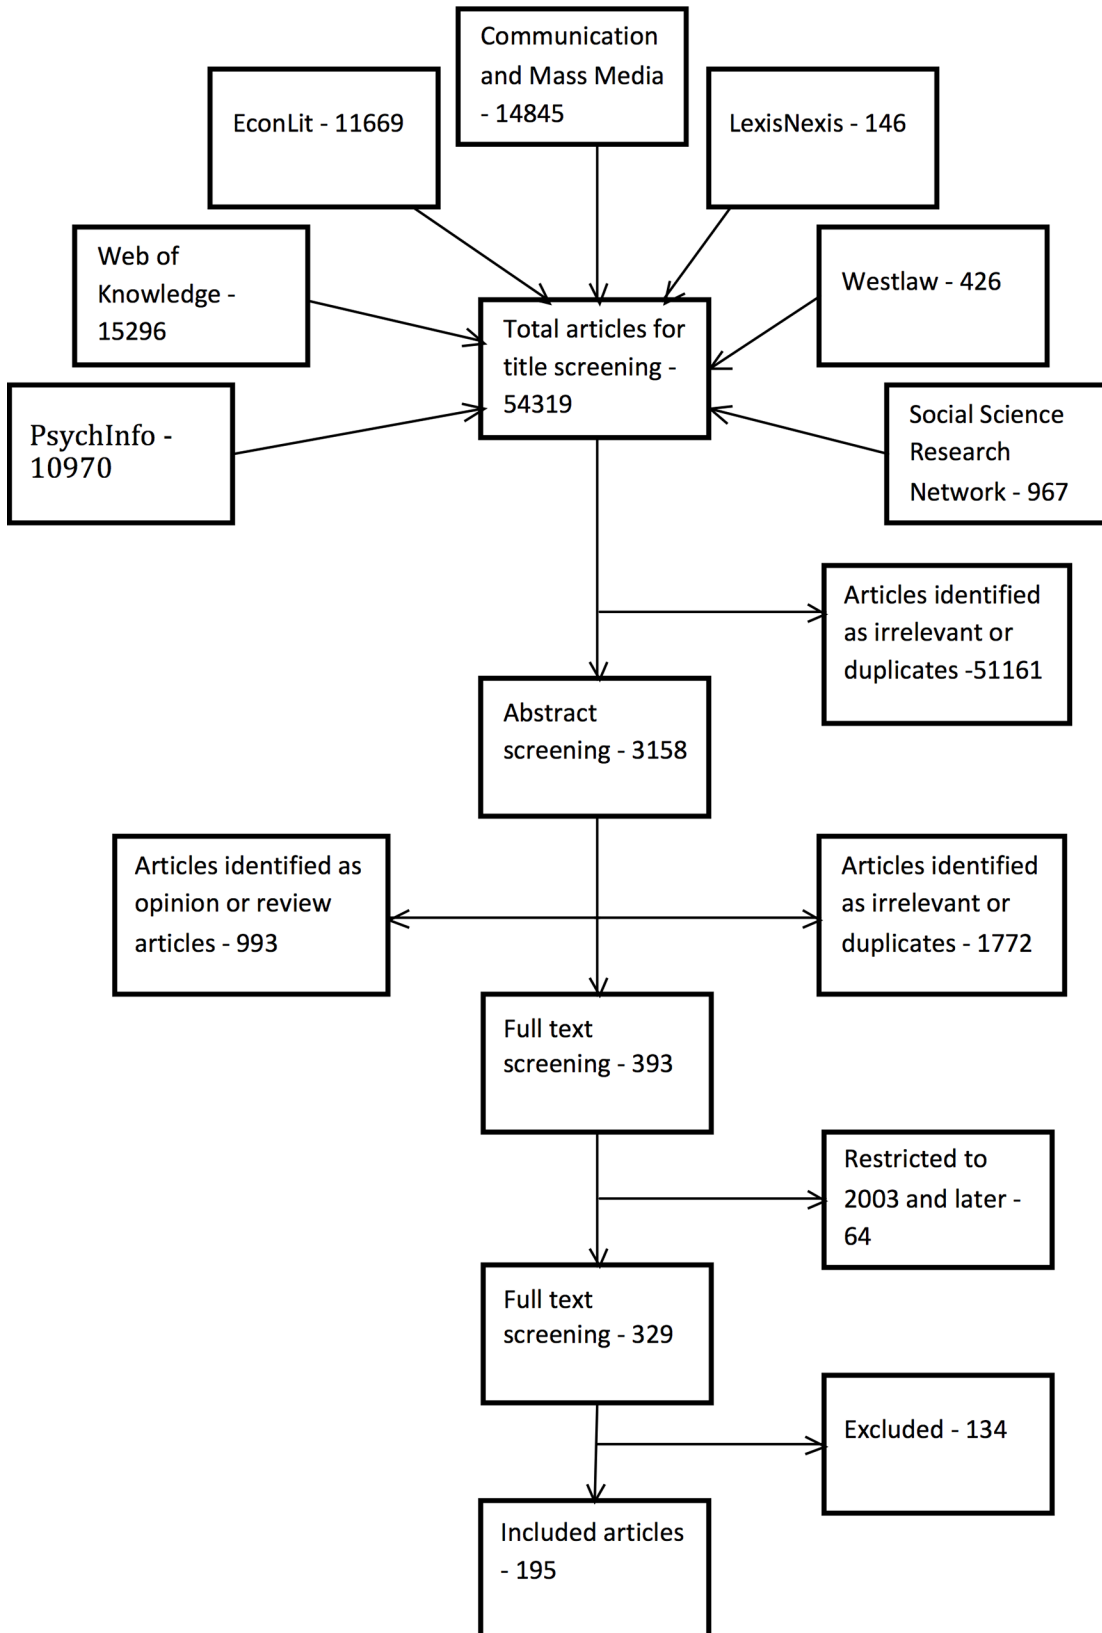 Communication
and Mass Media
- 14845
EconLit - 11669
LexisNexis - 146
Web of
Knowledge -
15296
Westlaw - 426
Total articles for
title screening -
54319
PsychInfo -
10970
Social Science
Research
Network - 967
Articles identified
as irrelevant or
duplicates -51161
Abstract
screening - 3158
Articles identified as
opinion or review
articles - 993
Articles identified
as irrelevant or
duplicates - 1772
Full text
screening - 393
Restricted to
2003 and later -
64
Full text
screening - 329
Excluded - 134
Included articles
- 195